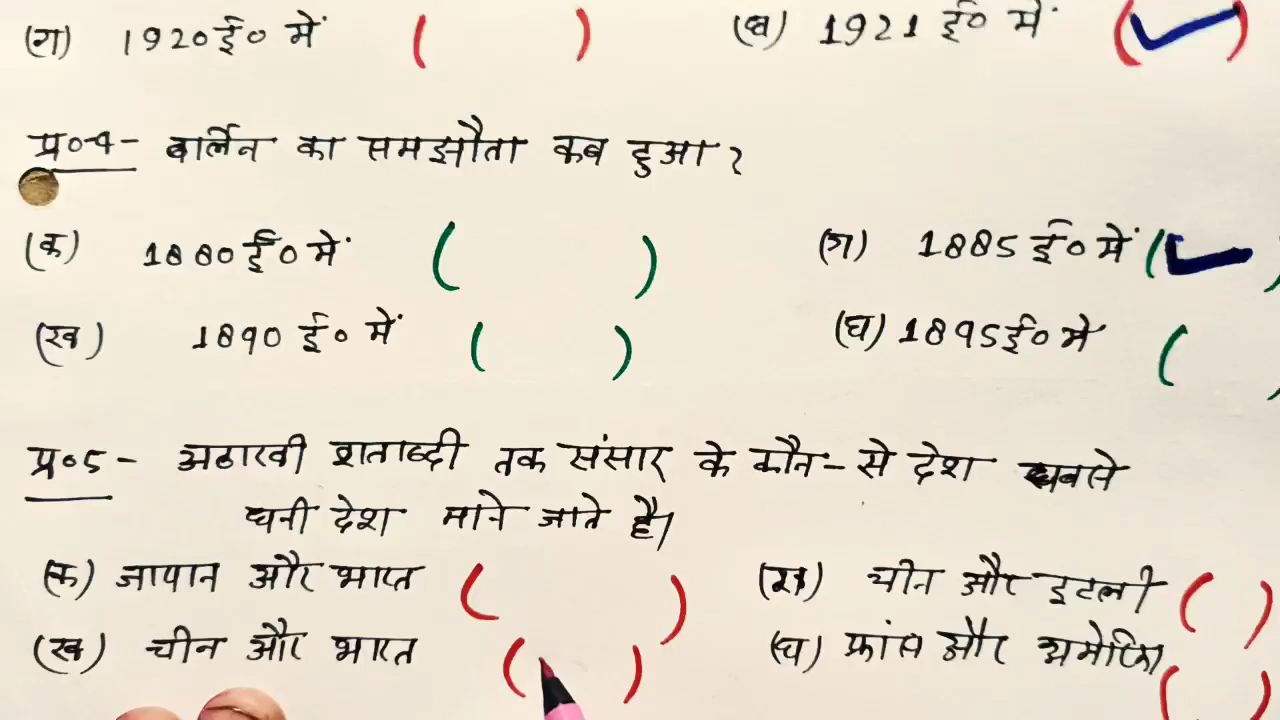 (ग) 1920 ई० में ( ) (घ) 1921 ई० में (✓)
प्र०4- बर्लिन का समझौता कब हुआ?
(क) 1880 ई० में ( ) (ग) 1885 ई० में (✓)
(ख) 1890 ई० में ( ) (घ) 1895 ई० में (
प्र०5- अठारवी शताब्दी तक संसार के कौन-से देश सबसे
धनी देश माने जाते है।
(क) जापान और भारत ( ) (ग) चीन और इटली ( )
(ख) चीन और भारत ( ) (घ) फ्रांस और अमेरिका ( )